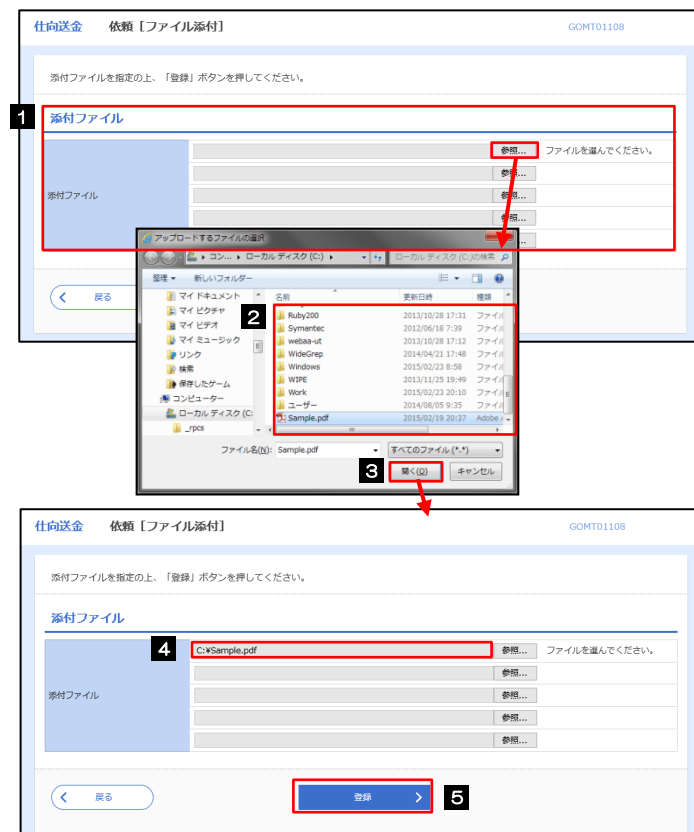 仕向送金 依頼［ファイル添付］ GOMT01108
添付ファイルを指定の上、「登録」ボタンを押してください。
1 添付ファイル
参照... ファイルを選んでください。
参照...
添付ファイル 参照...
参照...
アップロードするファイルの選択
コン... ▸ ローカル ディスク (C:) ▸ ローカル ディスク (C:)の検索
整理 ▾ 新しいフォルダー
戻る
2
マイ ドキュメント
マイ ピクチャ
マイ ビデオ
マイ ミュージック
リンク
検索
保存したゲーム
コンピューター
ローカル ディスク (C:
_rpcs
名前 更新日時 種類
Ruby200 2013/10/28 17:31 ファイル
Symantec 2012/06/18 7:39 ファイル
webaa-ut 2013/10/28 17:12 ファイル
WideGrep 2014/04/21 17:48 ファイル
Windows 2015/02/23 8:58 ファイル
WIPE 2013/11/25 19:49 ファイル
Work 2015/02/23 20:10 ファイル
ユーザー 2014/08/05 9:35 ファイル
Sample.pdf 2015/02/19 20:37 Adobe
ファイル名(N): Sample.pdf すべてのファイル (*.*)
3 開く(O) キャンセル
仕向送金 依頼［ファイル添付］ GOMT01108
添付ファイルを指定の上、「登録」ボタンを押してください。
添付ファイル
4 C:¥Sample.pdf 参照... ファイルを選んでください。
参照...
添付ファイル 参照...
参照...
参照...
戻る 登録 5